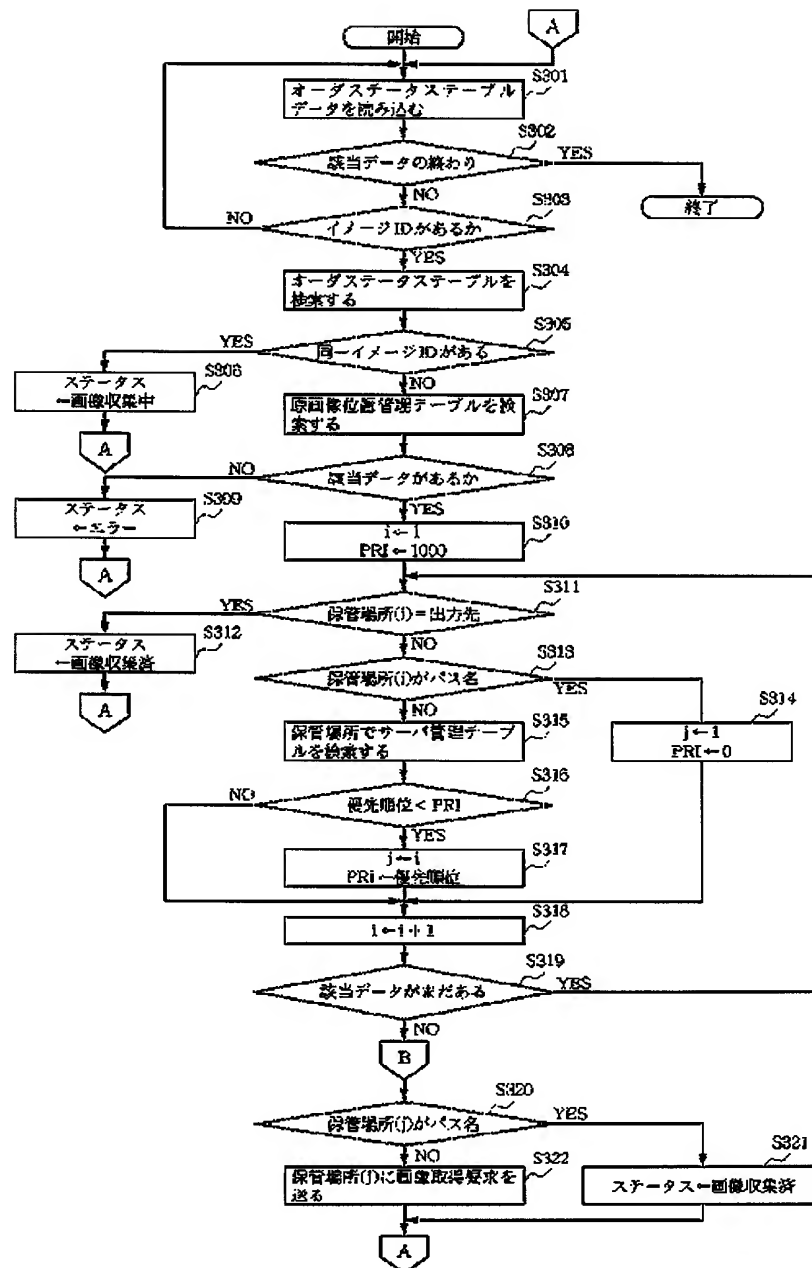 A
開始
S301
オーダステータステーブル
データを読み込む
S302
該当データの終わり
YES
NO
終了
S303
イメージIDがあるか
NO
YES
S304
オーダステータステーブルを
検索する
S305
同一イメージIDがある
YES
NO
S306
ステータス
←画像収集中
A
S307
原画像位置管理テーブルを検
索する
S308
該当データがあるか
NO
YES
S309
ステータス
←エラー
A
S310
i←1
PRI←1000
S311
保管場所(i)=出力先
YES
NO
S312
ステータス
←画像収集済
A
S313
保管場所(i)がパス名
YES
NO
S314
j←1
PRI←0
S315
保管場所でサーバ管理テーブ
ルを検索する
S316
優先順位<PRI
NO
YES
S317
j←i
PRi←優先順位
S318
i←i+1
S319
該当データがまだある
YES
NO
B
S320
保管場所(j)がパス名
YES
NO
S321
ステータス←画像収集済
S322
保管場所(j)に画像取得要求を
送る
A